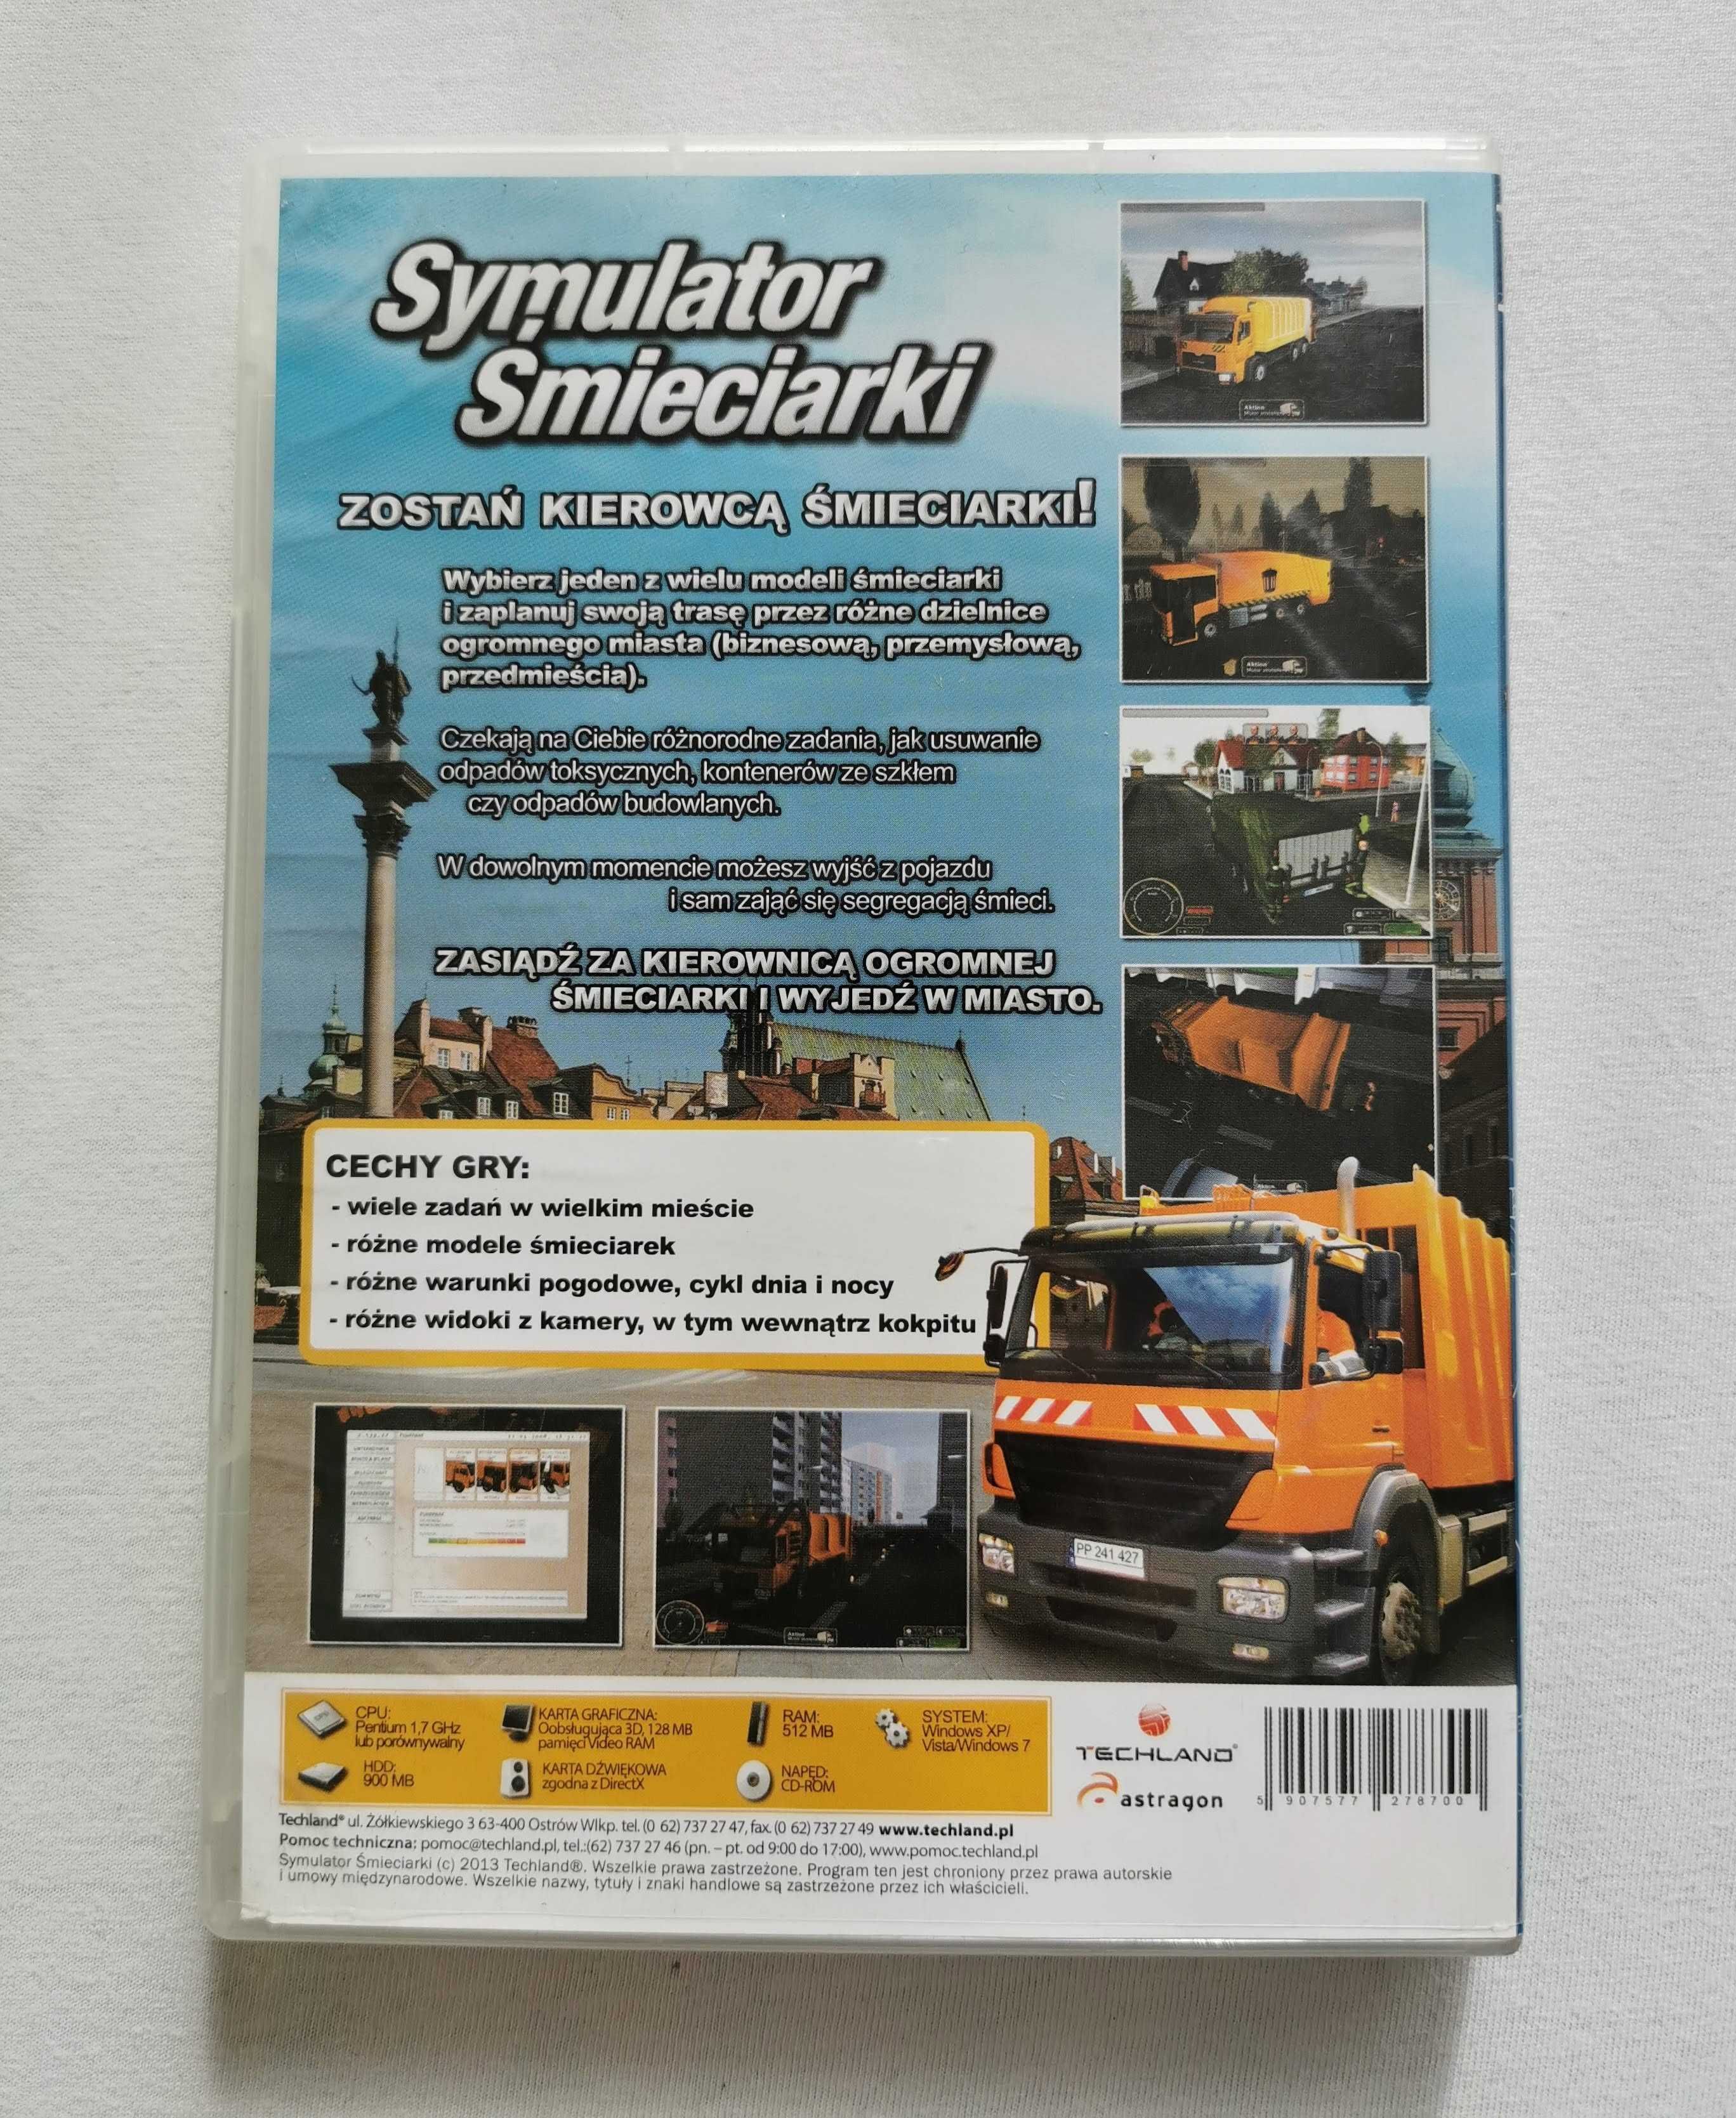 Symulator
Śmieciarki
ZOSTAŃ KIEROWCĄ ŚMIECIARKI!
Wybierz jeden z wielu modeli śmieciarki
i zaplanuj swoją trasę przez różne dzielnice
ogromnego miasta (biznesową, przemysłową,
przedmieścia).
Czekają na Ciebie różnorodne zadania, jak usuwanie
odpadów toksycznych, kontenerów ze szkłem
czy odpadów budowlanych.
W dowolnym momencie możesz wyjść z pojazdu
i sam zająć się segregacją śmieci.
ZASIĄDŹ ZA KIEROWNICĄ OGROMNEJ
ŚMIECIARKI I WYJEDŹ W MIASTO.
CECHY GRY:
- wiele zadań w wielkim mieście
- różne modele śmieciarek
- różne warunki pogodowe, cykl dnia i nocy
- różne widoki z kamery, w tym wewnątrz kokpitu
PP 241 427
CPU:
Pentium 1,7 GHz
lub porównywalny
HDD:
900 MB
KARTA GRAFICZNA:
Oobsługująca 3D, 128 MB
pamięci Video RAM
KARTA DŹWIĘKOWA
zgodna z DirectX
RAM:
512 MB
NAPĘD:
CD-ROM
SYSTEM:
Windows XP/
Vista/Windows 7
TECHLAND®
astragon
5 907577 278700
Techland® ul. Żółkiewskiego 3 63-400 Ostrów Wlkp. tel. (0 62) 737 27 47, fax. (0 62) 737 27 49 www.techland.pl
Pomoc techniczna: pomoc@techland.pl, tel.:(62) 737 27 46 (pn. – pt. od 9:00 do 17:00), www.pomoc.techland.pl
Symulator Śmieciarki (c) 2013 Techland®. Wszelkie prawa zastrzeżone. Program ten jest chroniony przez prawa autorskie
i umowy międzynarodowe. Wszelkie nazwy, tytuły i znaki handlowe są zastrzeżone przez ich właścicieli.